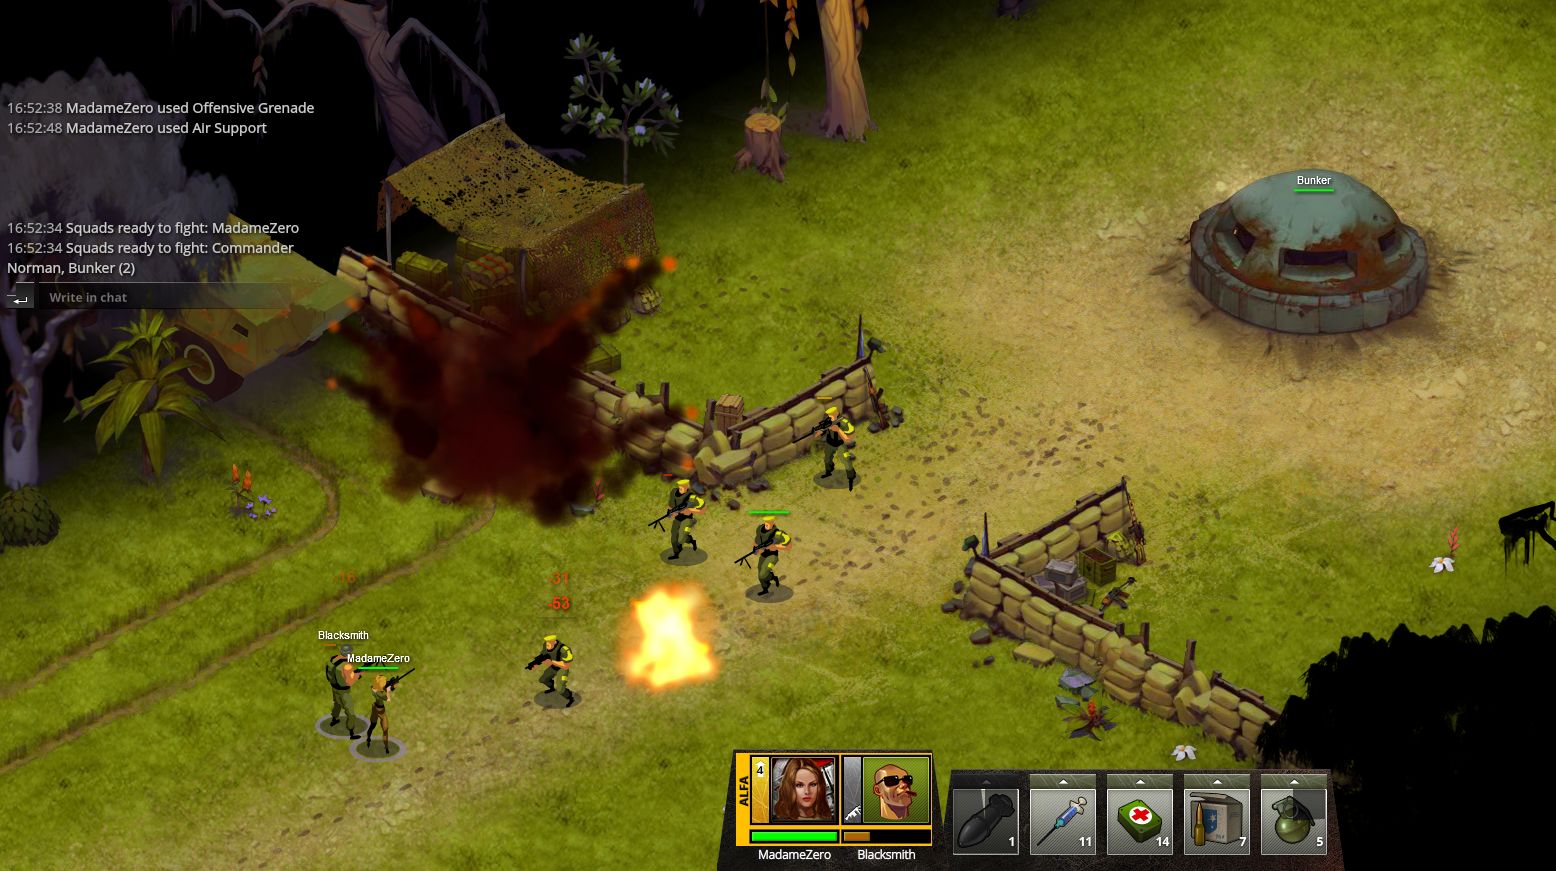 16:52:38 MadameZero used Offensive Grenade
16:52:48 MadameZero used Air Support
16:52:34 Squads ready to fight: MadameZero
16:52:34 Squads ready to fight: Commander
Norman, Bunker (2)
Write in chat
Bunker
-16
-31
-53
Blacksmith
MadameZero
ALFA
4
MadameZero
Blacksmith
1
11
14
7
5